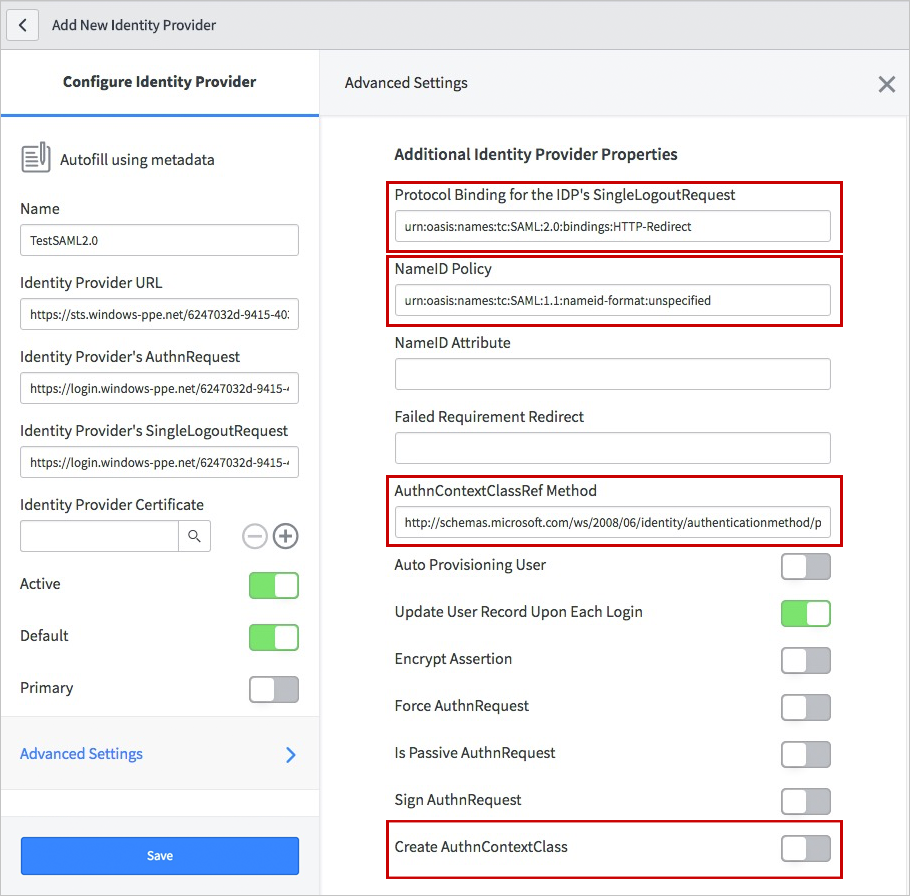 Add New Identity Provider
Configure Identity Provider
Autofill using metadata
Name
TestSAML2.0
Identity Provider URL
https://sts.windows-ppe.net/6247032d-9415-403
Identity Provider's AuthnRequest
https://login.windows-ppe.net/6247032d-9415-4
Identity Provider's SingleLogoutRequest
https://login.windows-ppe.net/6247032d-9415-4
Identity Provider Certificate
Active
Default
Primary
Advanced Settings
Save
Advanced Settings
Additional Identity Provider Properties
Protocol Binding for the IDP's SingleLogoutRequest
urn:oasis:names:tc:SAML:2.0:bindings:HTTP-Redirect
NameID Policy
urn:oasis:names:tc:SAML:1.1:nameid-format:unspecified
NameID Attribute
Failed Requirement Redirect
AuthnContextClassRef Method
http://schemas.microsoft.com/ws/2008/06/identity/authenticationmethod/p
Auto Provisioning User
Update User Record Upon Each Login
Encrypt Assertion
Force AuthnRequest
Is Passive AuthnRequest
Sign AuthnRequest
Create AuthnContextClass